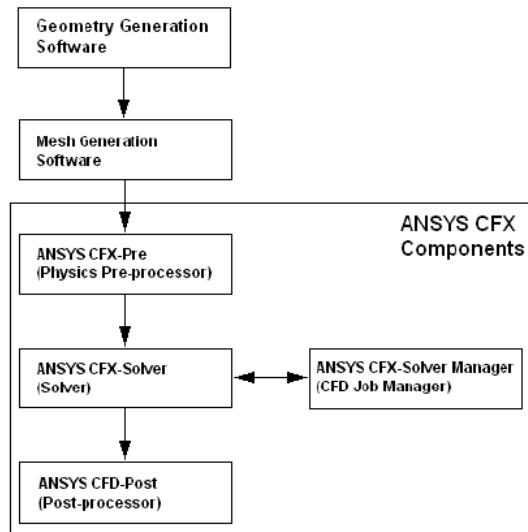 Geometry Generation
Software
Mesh Generation
Software
ANSYS CFX
Components
ANSYS CFX-Pre
(Physics Pre-processor)
ANSYS CFX-Solver
(Solver)
ANSYS CFX-Solver Manager
(CFD Job Manager)
ANSYS CFD-Post
(Post-processor)